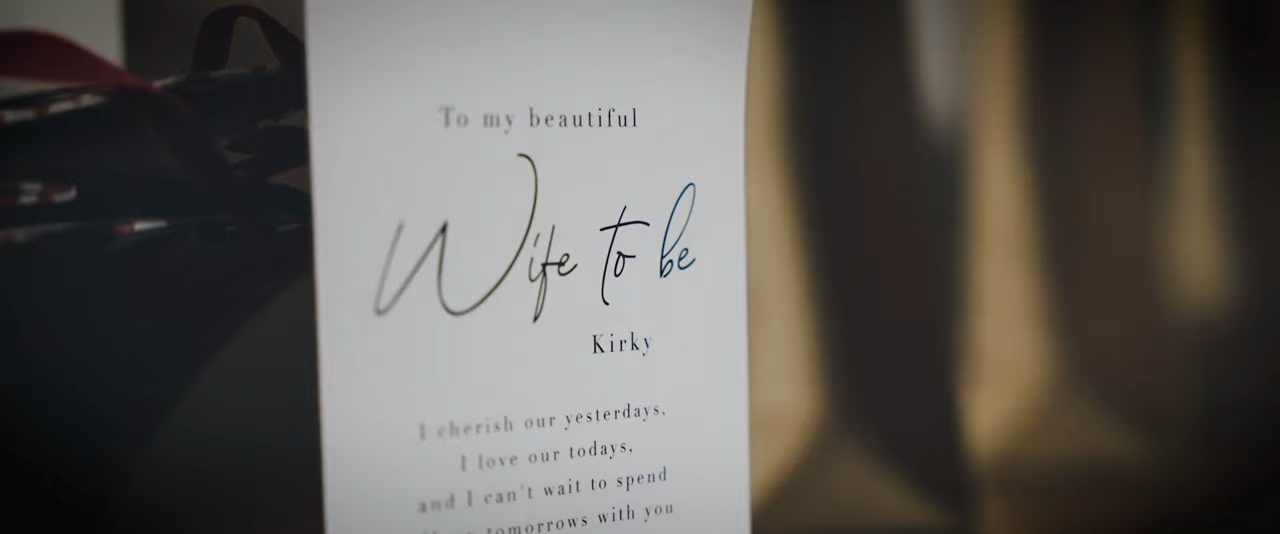 To my beautiful
Wife to be
Kirky
I cherish our yesterdays,
I love our todays,
and I can't wait to spend
tomorrows with you